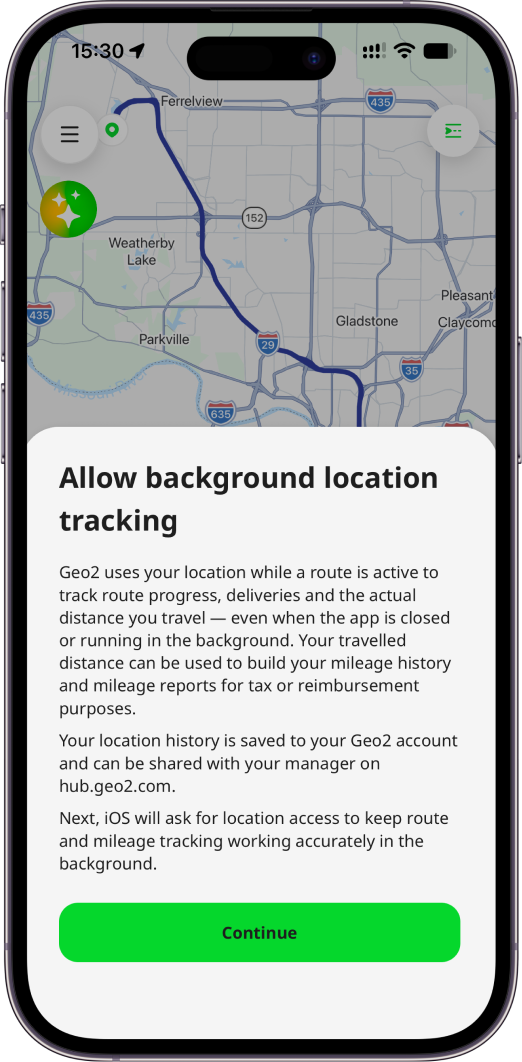 15:30
Ferrelview
435
152
Weatherby
Lake
Pleasant
435
Gladstone
Claycomo
Parkville
29
35
635
Allow background location
tracking
Geo2 uses your location while a route is active to
track route progress, deliveries and the actual
distance you travel — even when the app is closed
or running in the background. Your travelled
distance can be used to build your mileage history
and mileage reports for tax or reimbursement
purposes.
Your location history is saved to your Geo2 account
and can be shared with your manager on
hub.geo2.com.
Next, iOS will ask for location access to keep route
and mileage tracking working accurately in the
background.
Continue